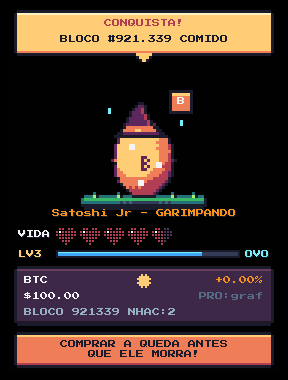 CONQUISTA!
BLOCO #921.339 COMIDO
B
B
Satoshi Jr - GARIMPANDO
VIDA
LV3 OVO
BTC +0.00%
$100.00 PRO:graf
BLOCO 921339 NHAC:2
COMPRAR A QUEDA ANTES
QUE ELE MORRA!